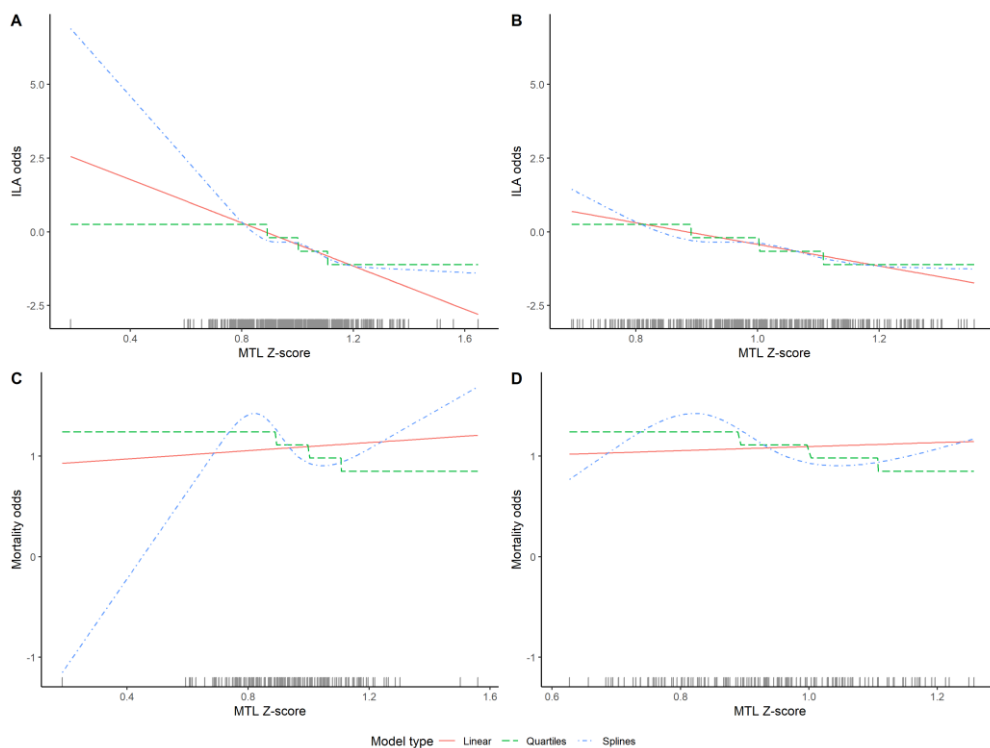 A
B
5.0
2.5
0.0
-2.5
ILA odds
0.4
0.8
1.2
1.6
MTL Z-score
5.0
2.5
0.0
-2.5
ILA odds
0.8
1.0
1.2
MTL Z-score
C
D
1
0
-1
Mortality odds
0.4
0.8
1.2
1.6
MTL Z-score
1
0
-1
Mortality odds
0.6
0.8
1.0
1.2
MTL Z-score
Model type Linear Quartiles Splines